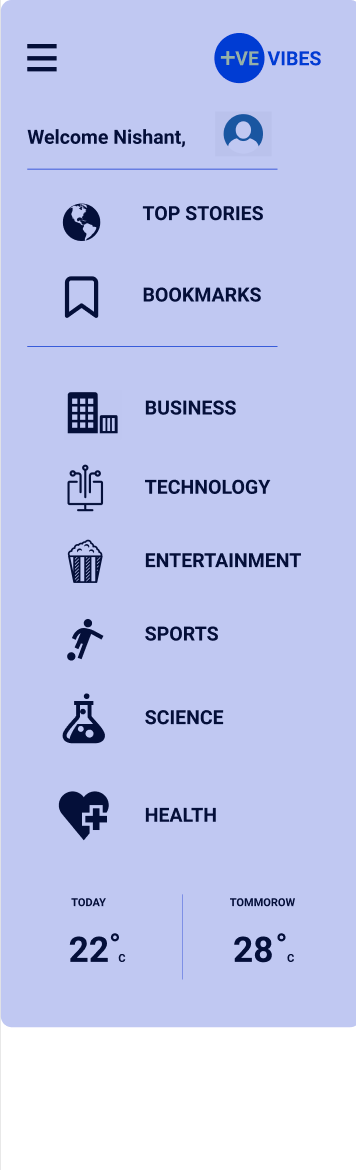 +VE VIBES
Welcome Nishant,
TOP STORIES
BOOKMARKS
BUSINESS
TECHNOLOGY
ENTERTAINMENT
SPORTS
SCIENCE
HEALTH
TODAY TOMMOROW
22°C 28°C